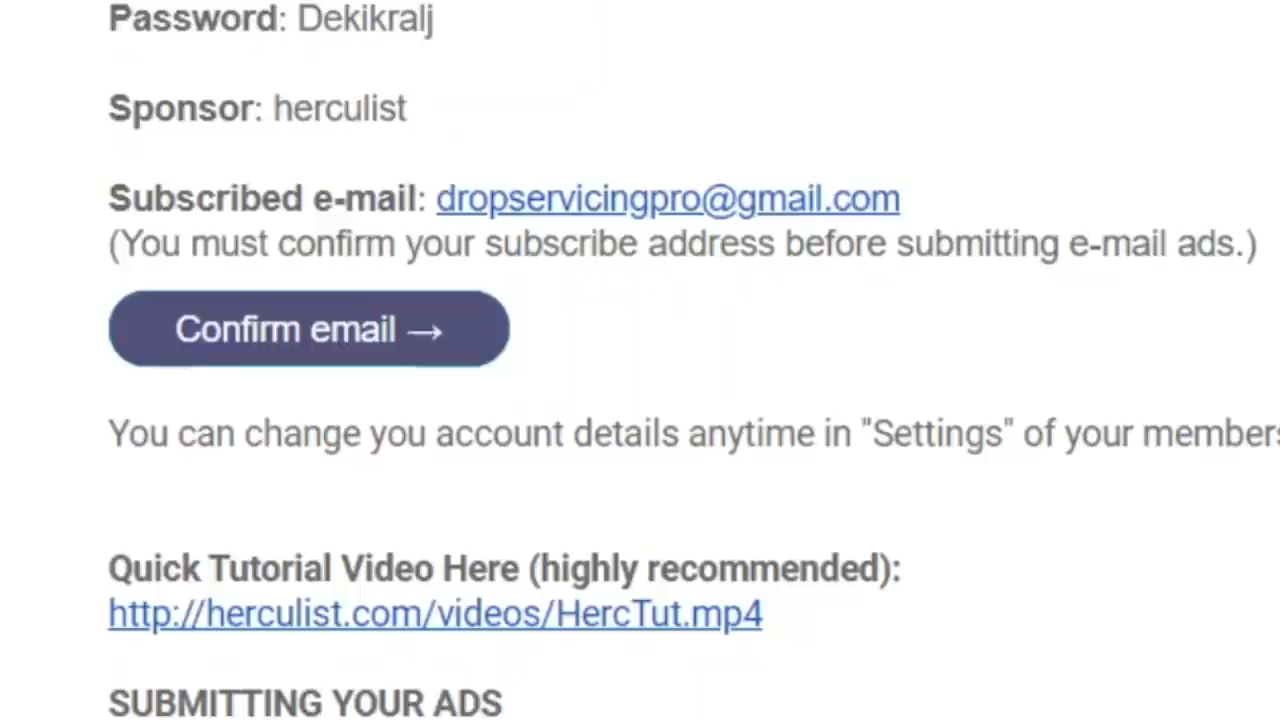 Password: Dekikralj
Sponsor: herculist
Subscribed e-mail: dropservicingpro@gmail.com
(You must confirm your subscribe address before submitting e-mail ads.)
Confirm email →
You can change you account details anytime in "Settings" of your members
Quick Tutorial Video Here (highly recommended):
http://herculist.com/videos/HercTut.mp4
SUBMITTING YOUR ADS